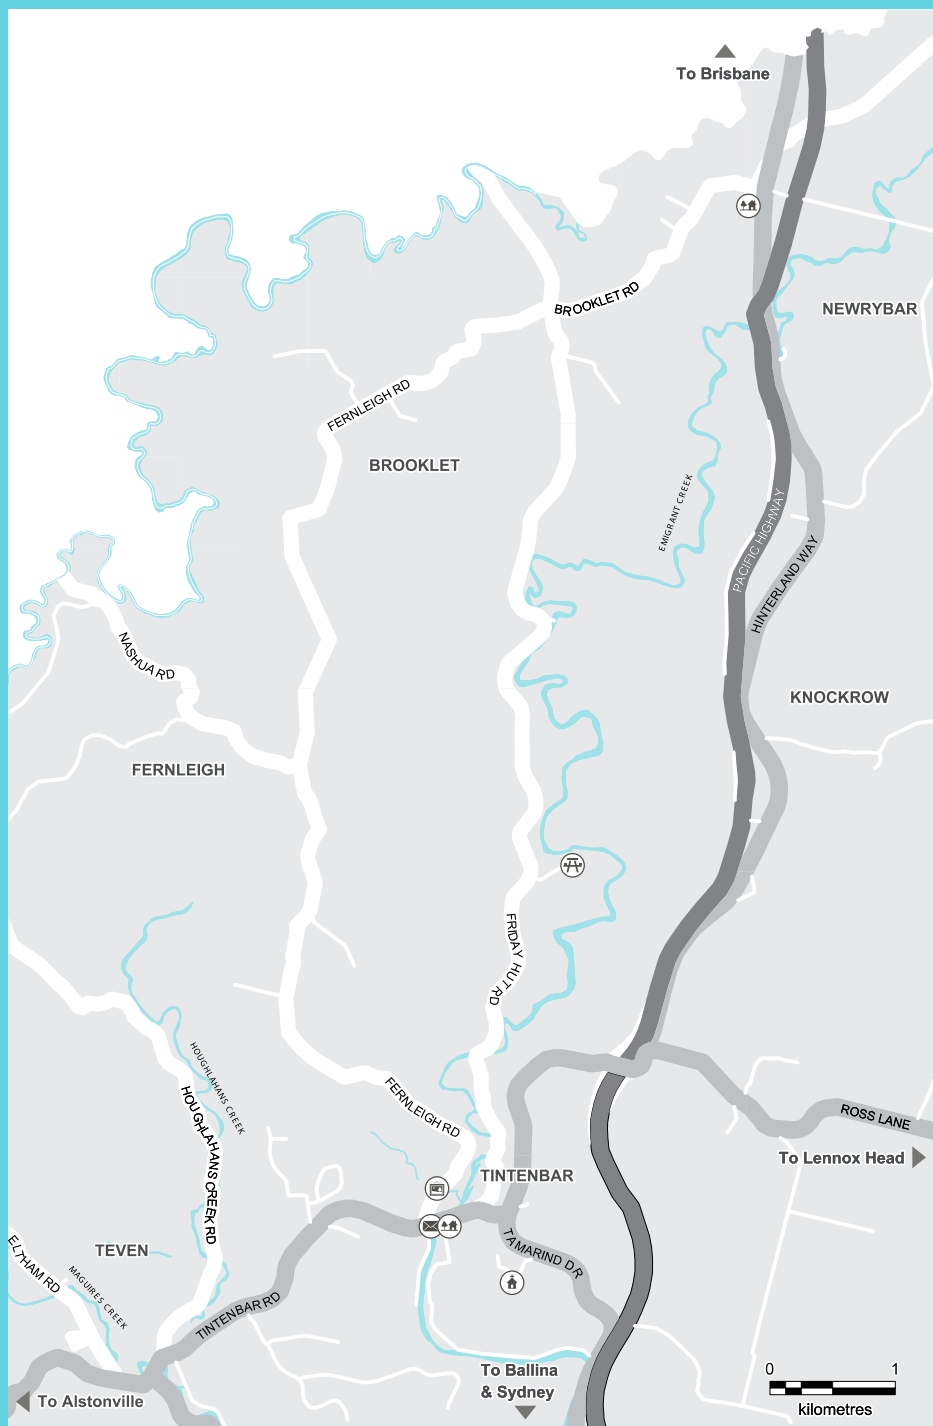 To Brisbane
BROOKLET RD
NEWRYBAR
FERNLEIGH RD
BROOKLET
EMIGRANT CREEK
PACIFIC HIGHWAY
HINTERLAND WAY
NASHUA RD
KNOCKROW
FERNLEIGH
FRIDAY HUT RD
HOUGHLAHANS CREEK
HOUGHLAHANS CREEK RD
FERNLEIGH RD
ROSS LANE
To Lennox Head
TINTENBAR
TEVEN
ELTHAM RD
MAGUIRES CREEK
TAMARIND DR
TINTENBAR RD
To Ballina
& Sydney
0 1
kilometres
To Alstonville